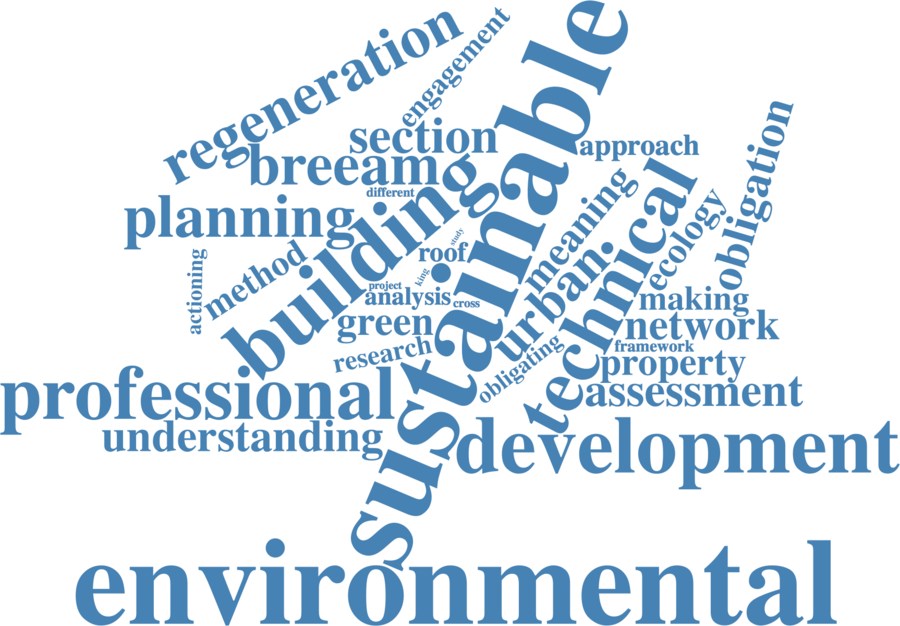 regeneration
engagement
sustainable
section
approach
breeam
obligation
different
building
meaning
technical
planning
ecology
study
roof
method
actioning
king
project
urban
analysis
cross
making
green
network
framework
research
property
obligating
professional
assessment
understanding
development
environmental